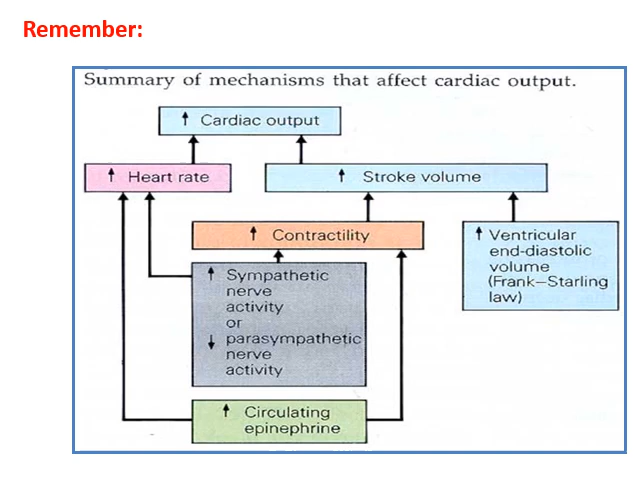 Remember:
Summary of mechanisms that affect cardiac output.
↑ Cardiac output
↑ Heart rate
↑ Stroke volume
↑ Contractility
↑ Ventricular
end-diastolic
volume
(Frank–Starling
law)
↑ Sympathetic
nerve
activity
or
↓ parasympathetic
nerve
activity
↑ Circulating
epinephrine